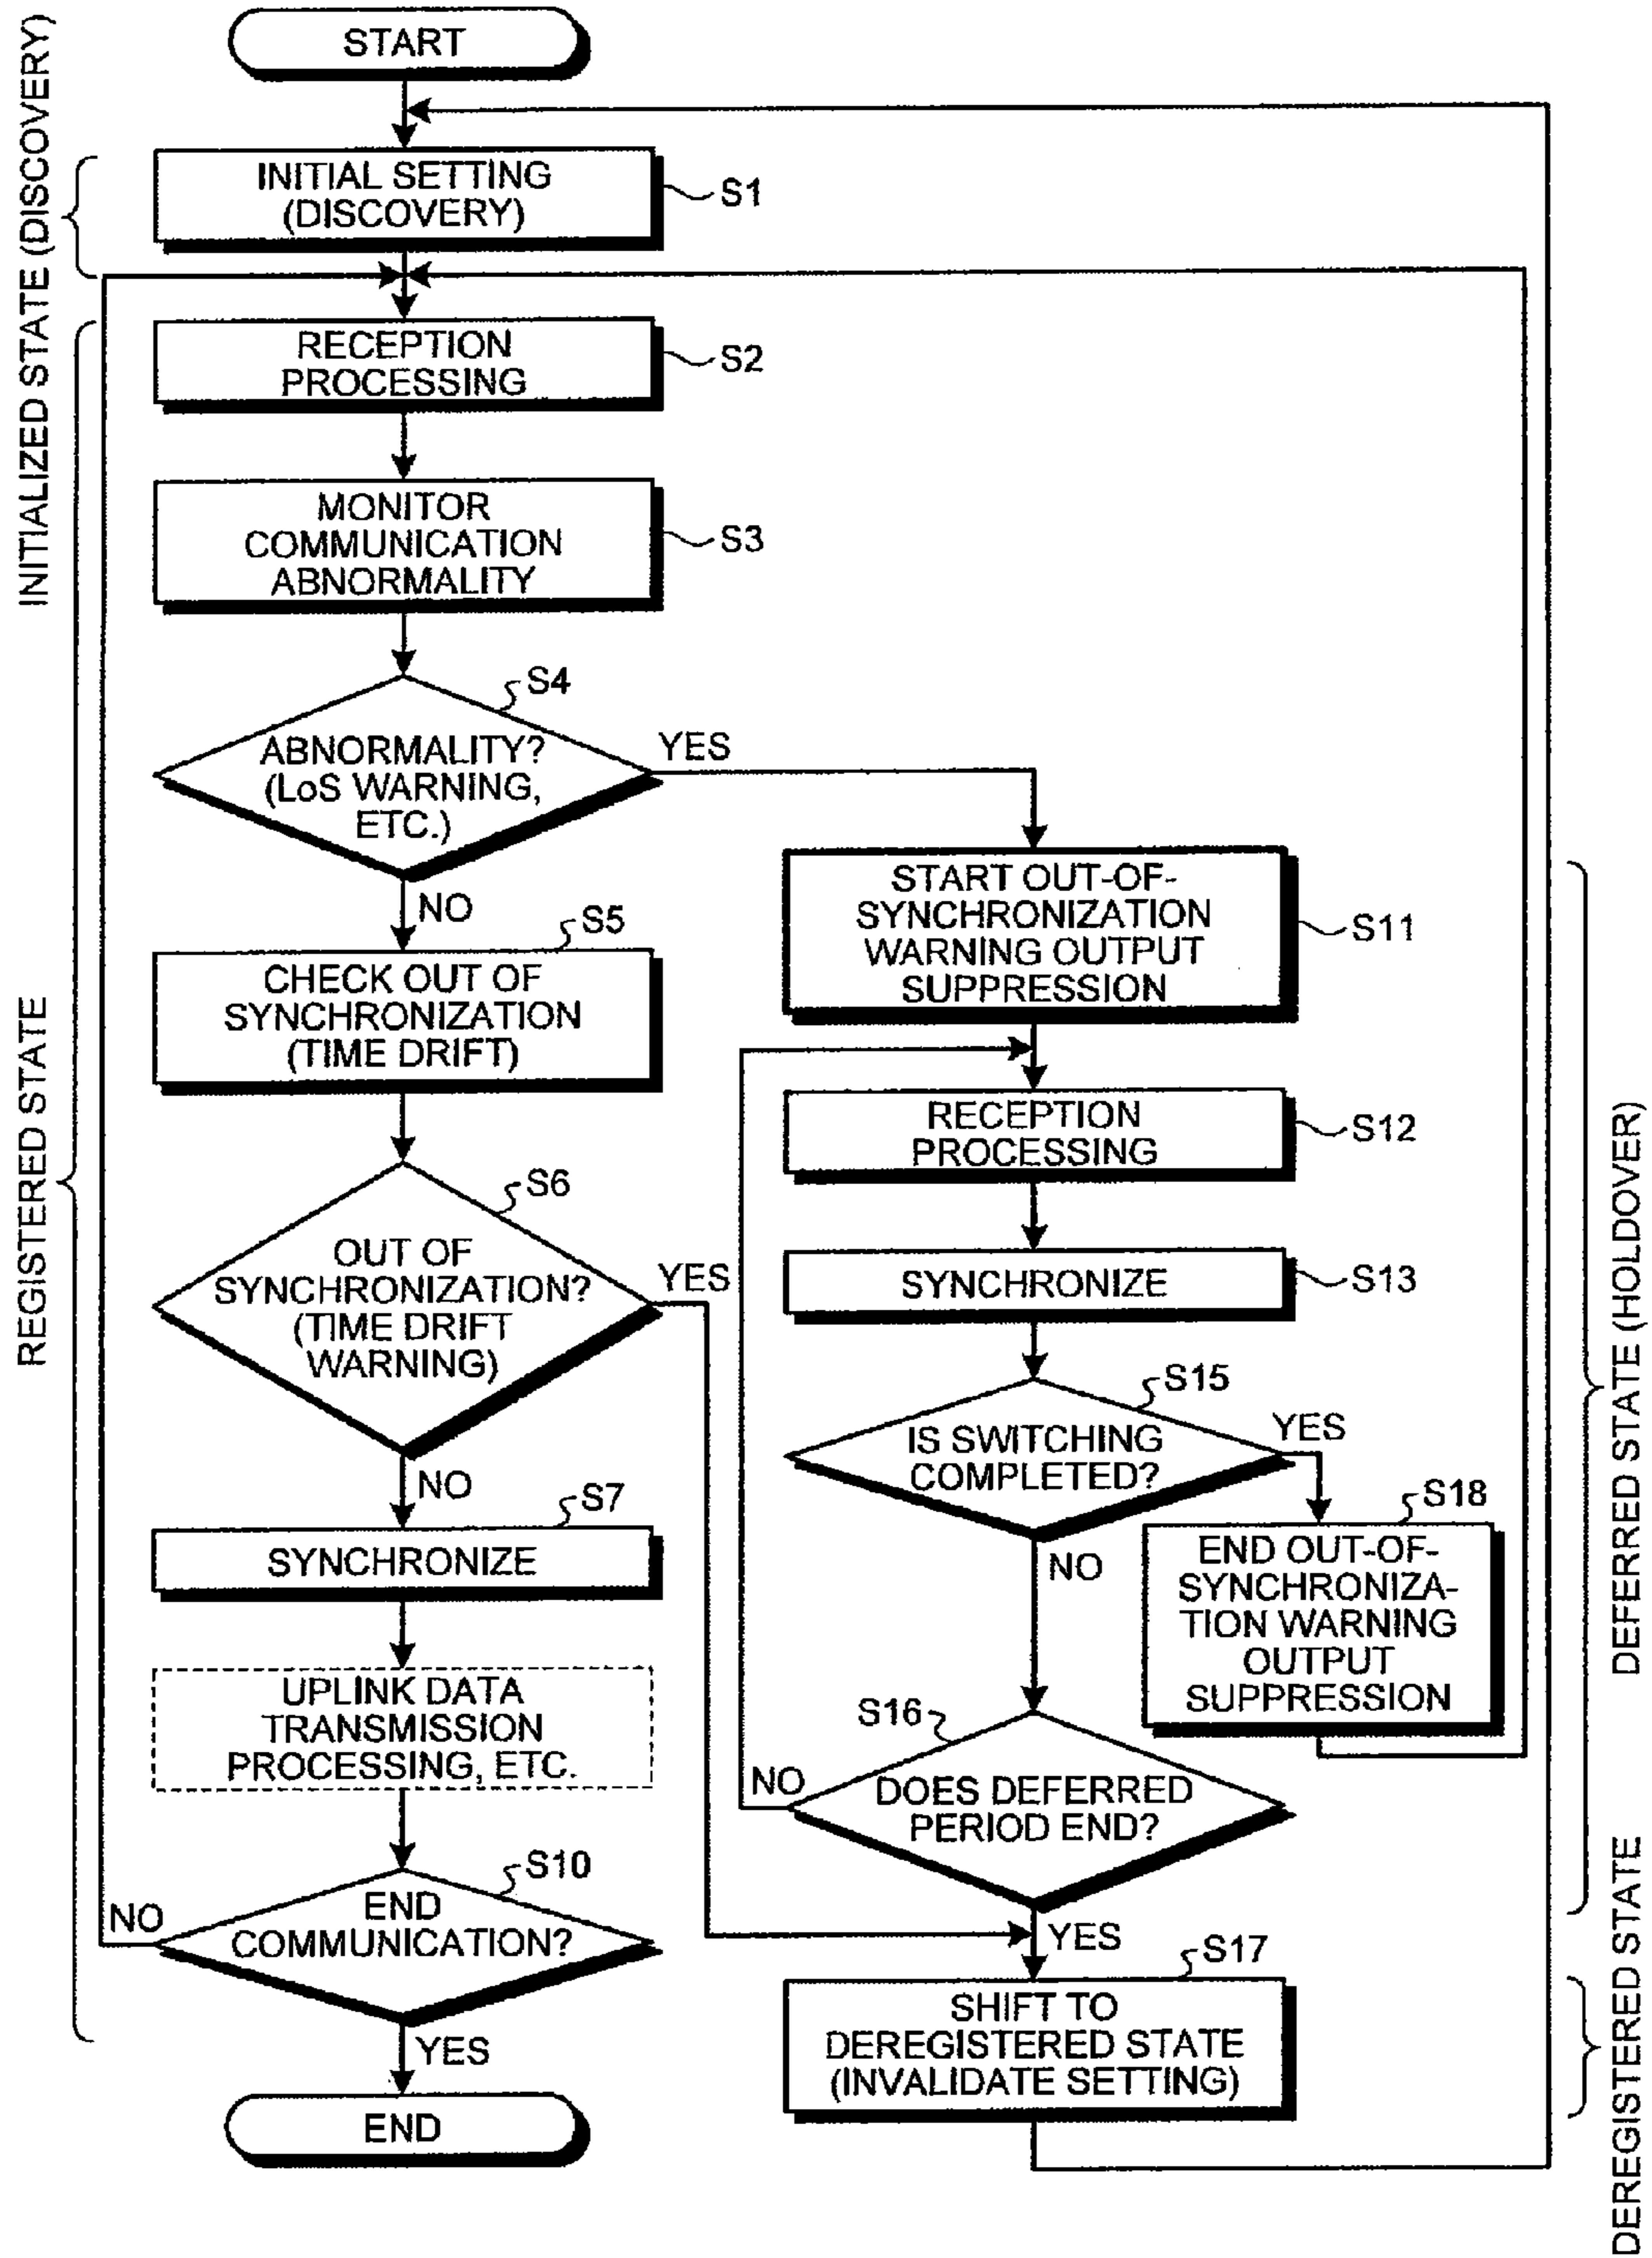 START
INITIAL SETTING
(DISCOVERY)
S1
INITIALIZED STATE (DISCOVERY)
RECEPTION
PROCESSING
S2
MONITOR
COMMUNICATION
ABNORMALITY
S3
S4
ABNORMALITY?
(LoS WARNING,
ETC.)
YES
NO
S5
CHECK OUT OF
SYNCHRONIZATION
(TIME DRIFT)
S6
OUT OF
SYNCHRONIZATION?
(TIME DRIFT
WARNING)
YES
NO
S7
SYNCHRONIZE
UPLINK DATA
TRANSMISSION
PROCESSING, ETC.
S10
END
COMMUNICATION?
NO
YES
END
REGISTERED STATE
START OUT-OF-
SYNCHRONIZATION
WARNING OUTPUT
SUPPRESSION
S11
RECEPTION
PROCESSING
S12
SYNCHRONIZE
S13
S15
IS SWITCHING
COMPLETED?
YES
NO
S18
END OUT-OF-
SYNCHRONIZA-
TION WARNING
OUTPUT
SUPPRESSION
S16
DOES DEFERRED
PERIOD END?
NO
YES
S17
SHIFT TO
DEREGISTERED STATE
(INVALIDATE SETTING)
DEFERRED STATE (HOLDOVER)
DEREGISTERED STATE